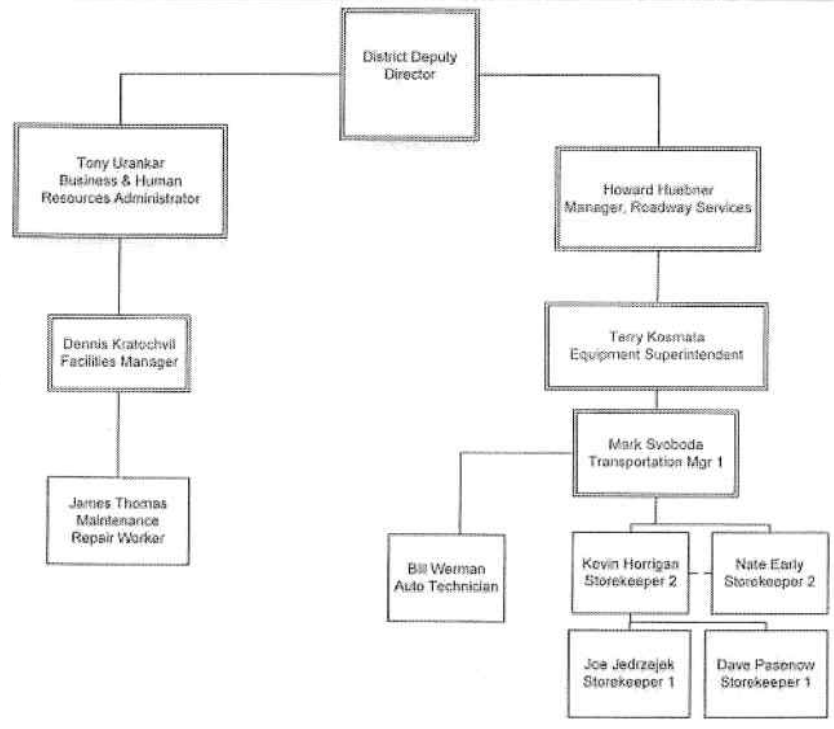 District Deputy
Director
Tony Urankar
Business & Human
Resources Administrator
Howard Huebner
Manager, Roadway Services
Dennis Kratochvil
Facilities Manager
Terry Kosmata
Equipment Superintendent
Mark Svoboda
Transportation Mgr 1
James Thomas
Maintenance
Repair Worker
Bill Werman
Auto Technician
Kevin Horrigan
Storekeeper 2
Nate Early
Storekeeper 2
Joe Jedrzejek
Storekeeper 1
Dave Pasenow
Storekeeper 1